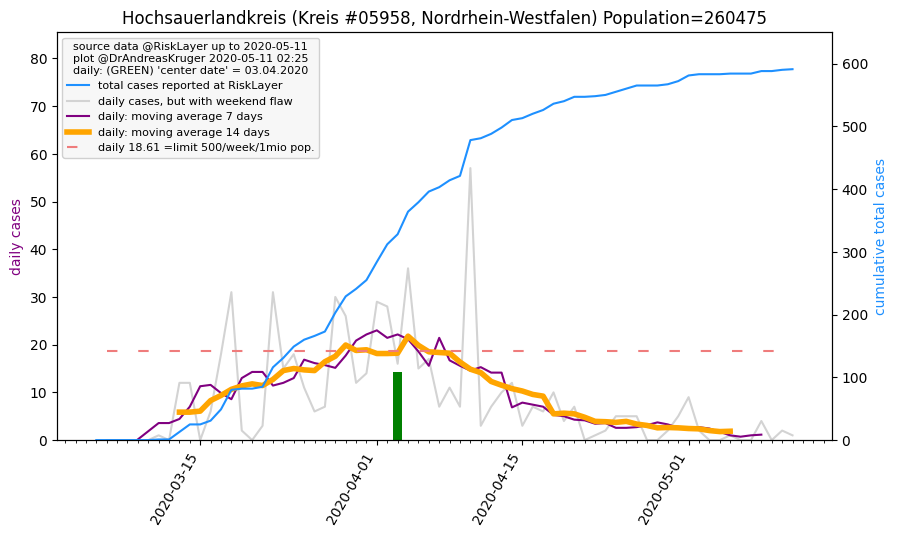 Hochsauerlandkreis (Kreis #05958, Nordrhein-Westfalen) Population=260475
source data @RiskLayer up to 2020-05-11
plot @DrAndreasKruger 2020-05-11 02:25
daily: (GREEN) 'center date' = 03.04.2020
total cases reported at RiskLayer
daily cases, but with weekend flaw
daily: moving average 7 days
daily: moving average 14 days
daily 18.61 =limit 500/week/1mio pop.
daily cases
80
70
60
50
40
30
20
10
0
cumulative total cases
600
500
400
300
200
100
0
2020-03-15
2020-04-01
2020-04-15
2020-05-01